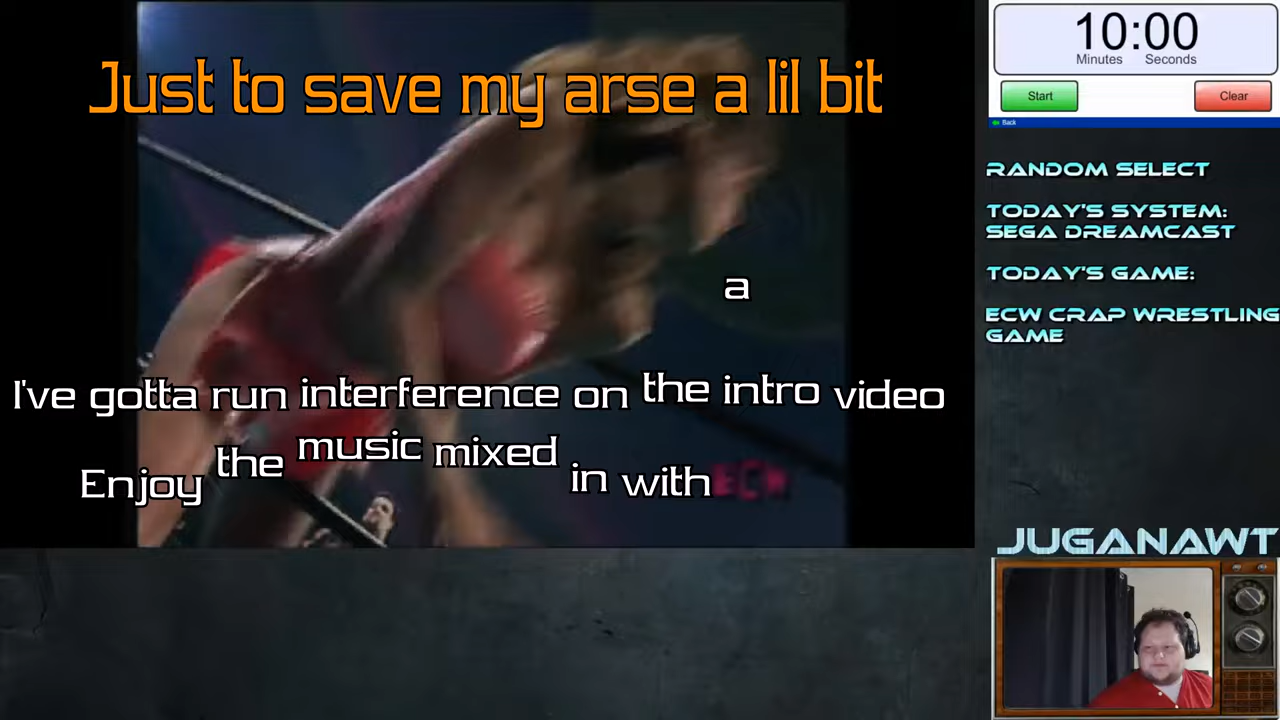 Just to save my arse a lil bit
a
I've gotta run interference on the intro video
Enjoy the music mixed in with
ECW
10:00
Minutes Seconds
Start Clear
Back
RANDOM SELECT
TODAY'S SYSTEM:
SEGA DREAMCAST
TODAY'S GAME:
ECW CRAP WRESTLING
GAME
JUGANAWT